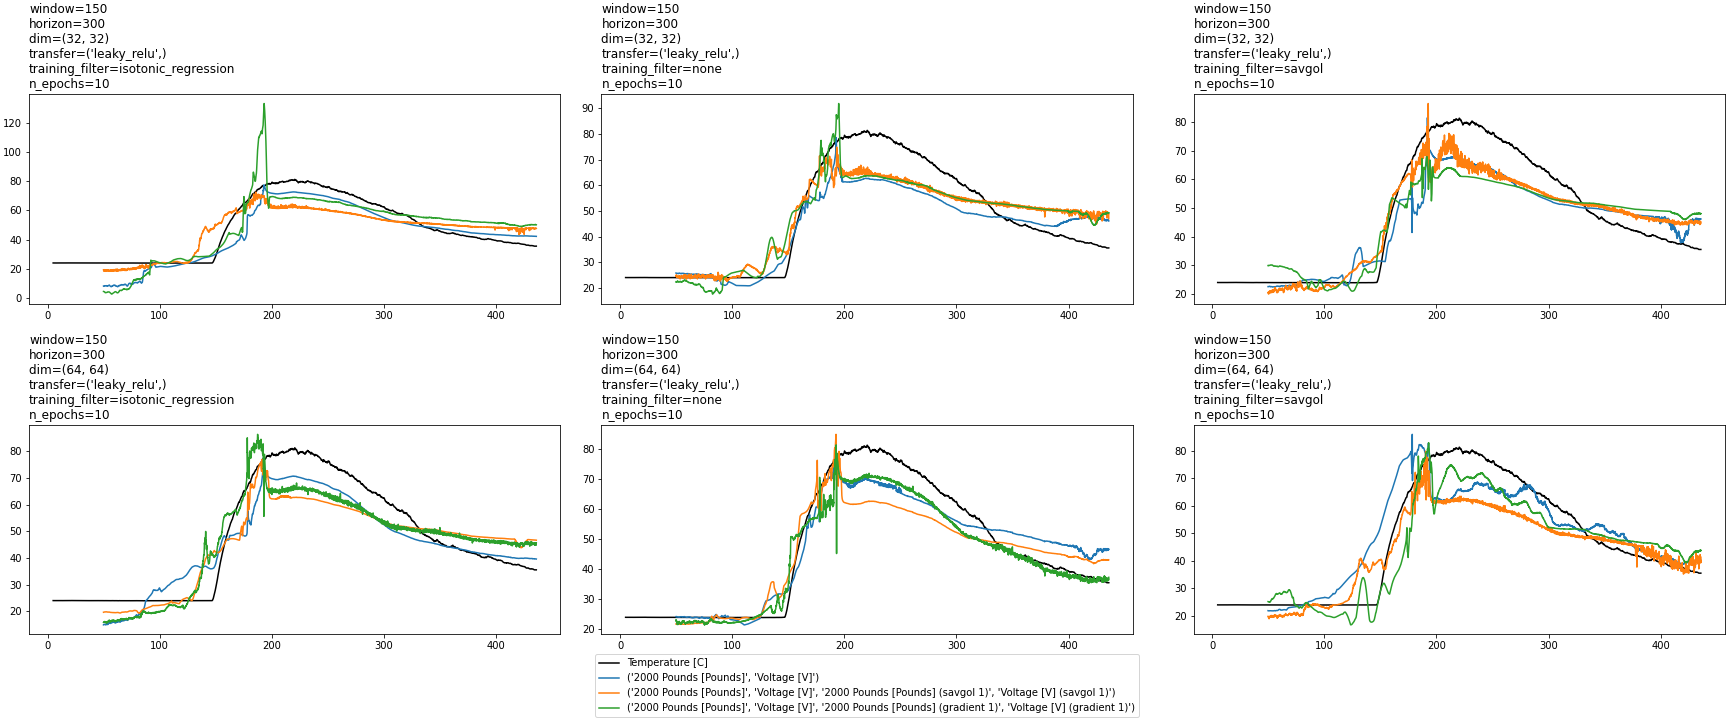 window=150
horizon=300
dim=(32, 32)
transfer=('leaky_relu',)
training_filter=isotonic_regression
n_epochs=10
120
100
80
60
40
20
0
0 100 200 300 400
window=150
horizon=300
dim=(32, 32)
transfer=('leaky_relu',)
training_filter=none
n_epochs=10
90
80
70
60
50
40
30
20
0 100 200 300 400
window=150
horizon=300
dim=(32, 32)
transfer=('leaky_relu',)
training_filter=savgol
n_epochs=10
80
70
60
50
40
30
20
0 100 200 300 400
window=150
horizon=300
dim=(64, 64)
transfer=('leaky_relu',)
training_filter=isotonic_regression
n_epochs=10
80
70
60
50
40
30
20
0 100 200 300 400
window=150
horizon=300
dim=(64, 64)
transfer=('leaky_relu',)
training_filter=none
n_epochs=10
80
70
60
50
40
30
20
0 100 200 300 400
window=150
horizon=300
dim=(64, 64)
transfer=('leaky_relu',)
training_filter=savgol
n_epochs=10
80
70
60
50
40
30
20
0 100 200 300 400
Temperature [C]
('2000 Pounds [Pounds]', 'Voltage [V]')
('2000 Pounds [Pounds]', 'Voltage [V]', '2000 Pounds [Pounds] (savgol 1)', 'Voltage [V] (savgol 1)')
('2000 Pounds [Pounds]', 'Voltage [V]', '2000 Pounds [Pounds] (gradient 1)', 'Voltage [V] (gradient 1)')